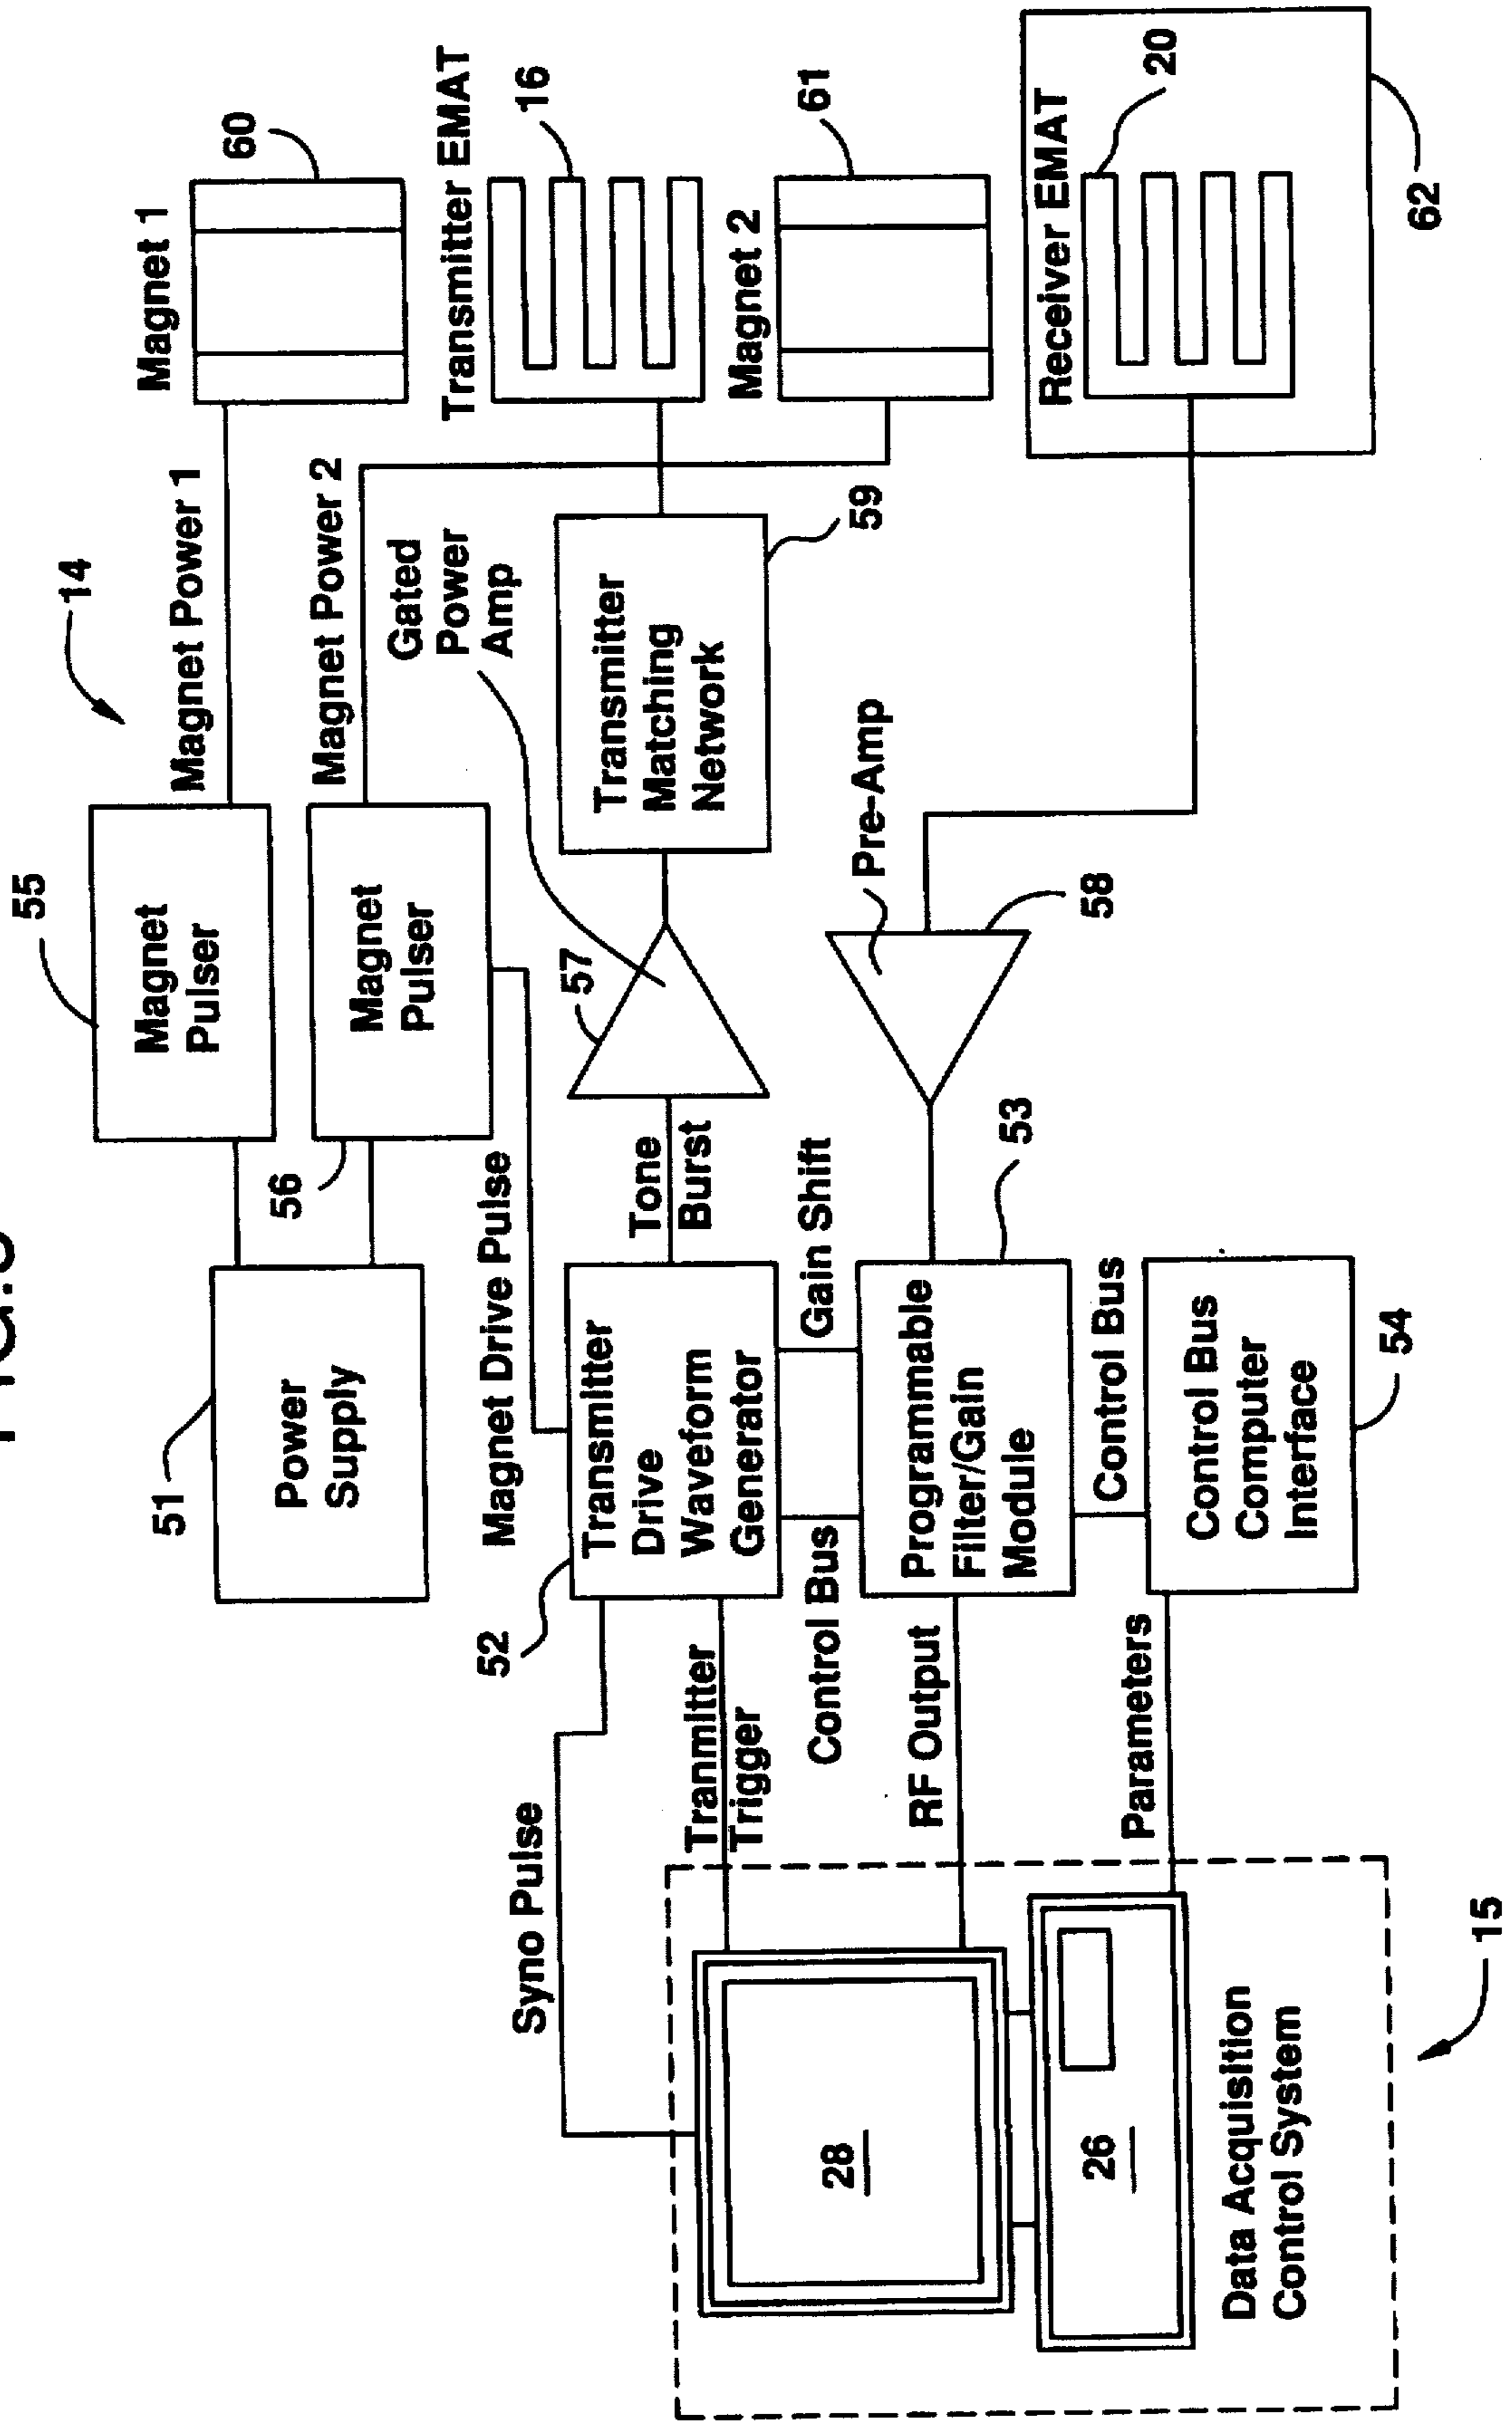 14
55
Magnet
Pulser
Magnet Power 1
Magnet 1
60
51
Power
Supply
56
Magnet
Pulser
Magnet Power 2
Gated
Power
Amp
Transmitter EMAT
16
Magnet Drive Pulse
52
Transmitter
Drive
Waveform
Generator
Tone
Burst
57
Transmitter
Matching
Network
59
Magnet 2
61
Syno Pulse
Tranmitter
Trigger
Control Bus
Gain Shift
Pre-Amp
58
RF Output
Programmable
Filter/Gain
Module
53
Receiver EMAT
20
62
Parameters
Control Bus
Control Bus
Computer
Interface
54
28
26
Data Acquisition
Control System
15